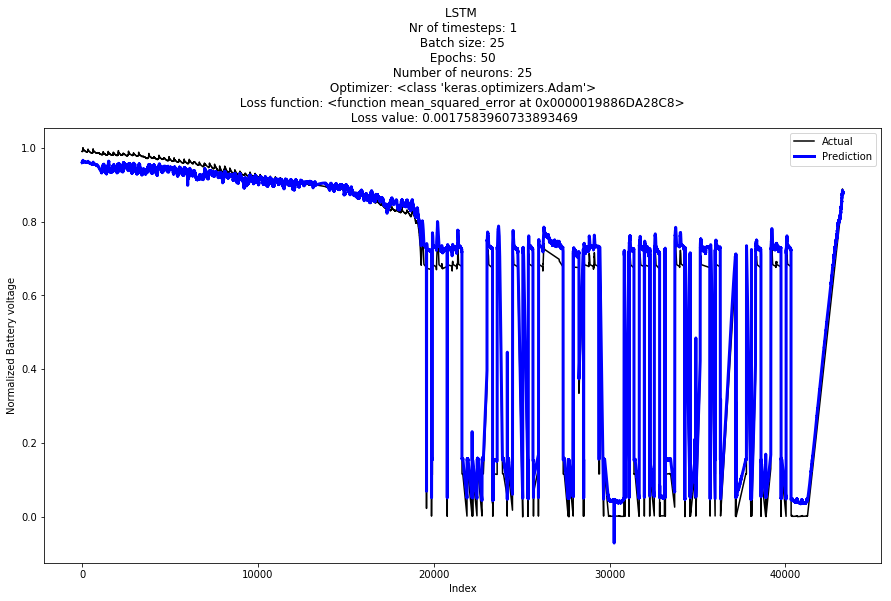 LSTM
Nr of timesteps: 1
Batch size: 25
Epochs: 50
Number of neurons: 25
Optimizer: <class 'keras.optimizers.Adam'>
Loss function: <function mean_squared_error at 0x0000019886DA28C8>
Loss value: 0.0017583960733893469
Actual
Prediction
1.0
0.8
0.6
0.4
0.2
0.0
Normalized Battery voltage
0 10000 20000 30000 40000
Index